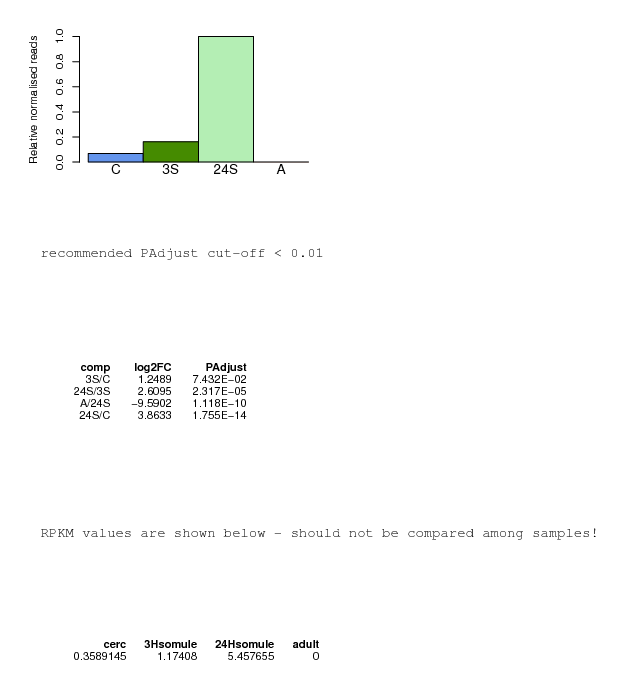 Relative normalised reads
1.0
0.8
0.6
0.4
0.2
0.0
C 3S 24S A
recommended PAdjust cut-off < 0.01
comp log2FC PAdjust
3S/C 1.2489 7.432E-02
24S/3S 2.6095 2.317E-05
A/24S -9.5902 1.118E-10
24S/C 3.8633 1.755E-14
RPKM values are shown below - should not be compared among samples!
cerc 3Hsomule 24Hsomule adult
0.3589145 1.17408 5.457655 0